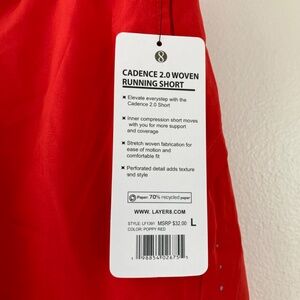 8
CADENCE 2.0 WOVEN
RUNNING SHORT
Elevate everystep with the
Cadence 2.0 Short
Inner compression short moves
with you for more support
and coverage
Stretch woven fabrication for
ease of motion and
comfortable fit
Perforated detail adds texture
and style
Paper: 70% recycled paper
WWW. LAYER8.COM
MSRP $32.00 L
COLOR: POPPY RED